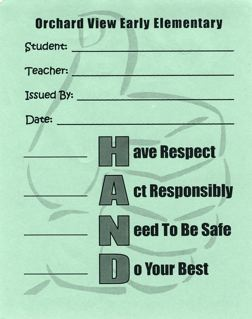 Orchard View Early Elementary
Student:
Teacher:
Issued By:
Date:
Have Respect
Act Responsibly
Need To Be Safe
Do Your Best